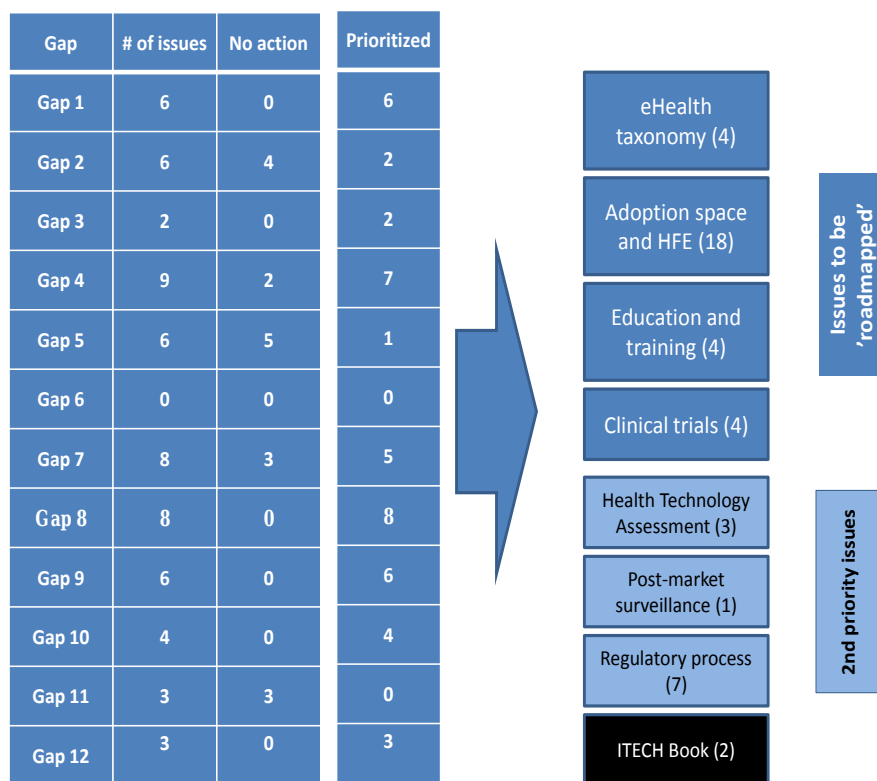 Gap # of issues No action Prioritized
Gap 1 6 0 6
Gap 2 6 4 2
Gap 3 2 0 2
Gap 4 9 2 7
Gap 5 6 5 1
Gap 6 0 0 0
Gap 7 8 3 5
Gap 8 8 0 8
Gap 9 6 0 6
Gap 10 4 0 4
Gap 11 3 3 0
Gap 12 3 0 3
eHealth
taxonomy (4)
Adoption space
and HFE (18)
Education and
training (4)
Clinical trials (4)
Health Technology
Assessment (3)
Post-market
surveillance (1)
Regulatory process
(7)
ITECH Book (2)
Issues to be
’roadmapped’
2nd priority issues